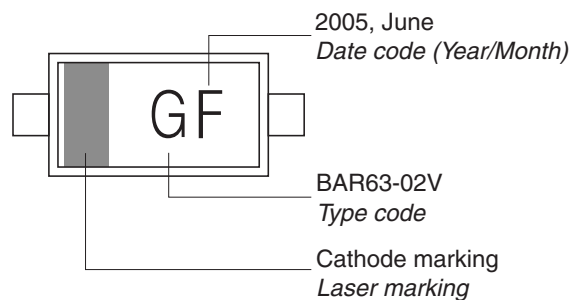 2005, June
Date code (Year/Month)
GF
BAR63-02V
Type code
Cathode marking
Laser marking